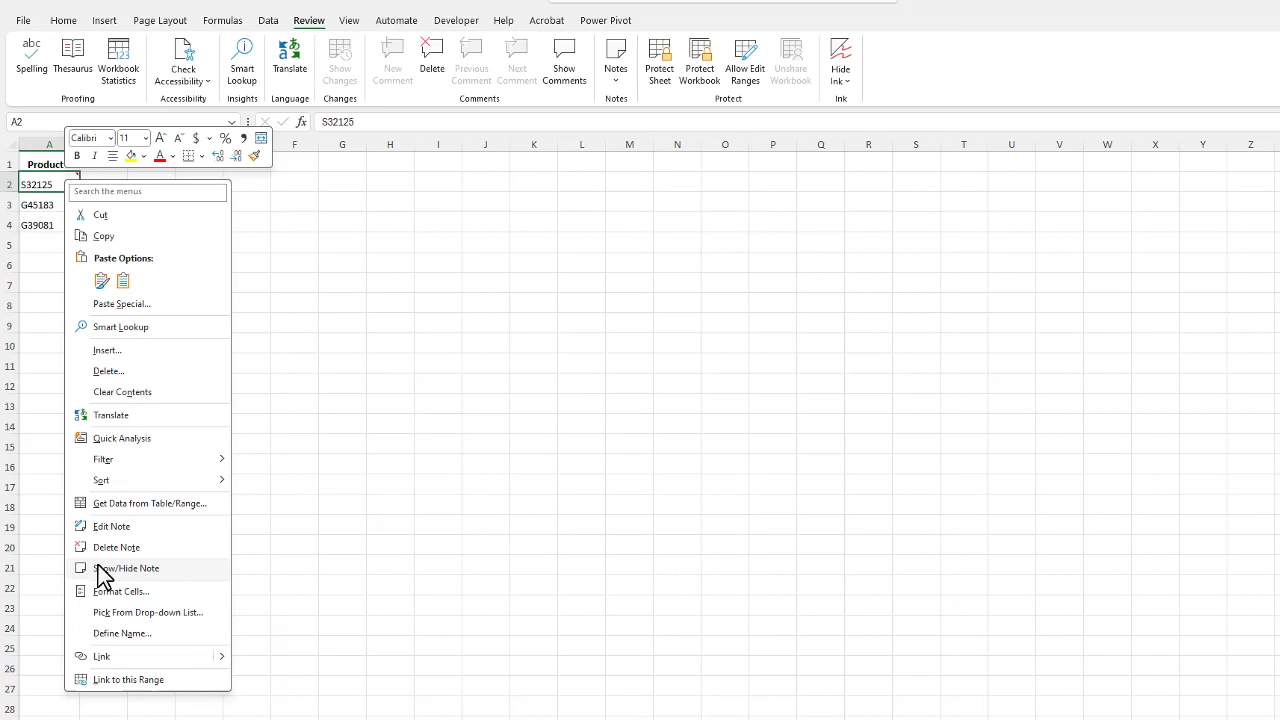 File Home Insert Page Layout Formulas Data Review View Automate Developer Help Acrobat Power Pivot
abc
Spelling Thesaurus Workbook Statistics Check Accessibility Smart Lookup Translate Show Changes New Comment Delete Previous Comment Next Comment Show Comments Notes Protect Sheet Protect Workbook Allow Edit Ranges Unshare Workbook Hide Ink
Proofing Accessibility Insights Language Changes Comments Notes Protect Ink
A2 fx S32125
Calibri 11 A A $ % ,
B I A
A F G H I J K L M N O P Q R S T U V W X Y Z
1 Product
2 S32125
3 G45183
4 G39081
5
6
7
8
9
10
11
12
13
14
15
16
17
18
19
20
21
22
23
24
25
26
27
28
Search the menus
Cut
Copy
Paste Options:
Paste Special...
Smart Lookup
Insert...
Delete...
Clear Contents
Translate
Quick Analysis
Filter
Sort
Get Data from Table/Range...
Edit Note
Delete Note
Show/Hide Note
Format Cells...
Pick From Drop-down List...
Define Name...
Link
Link to this Range